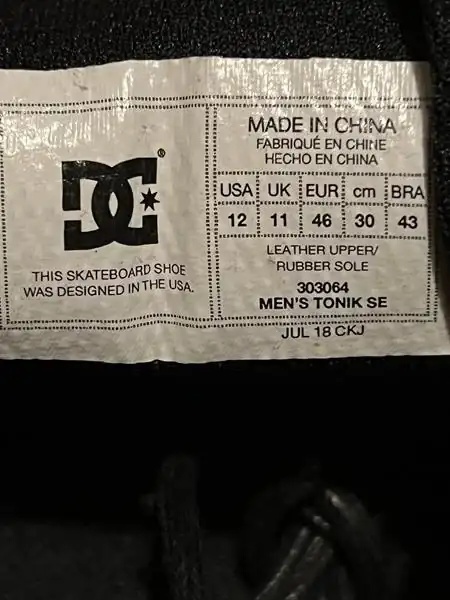 DC®
THIS SKATEBOARD SHOE
WAS DESIGNED IN THE USA.
MADE IN CHINA
FABRIQUÉ EN CHINE
HECHO EN CHINA
USA UK EUR cm BRA
12 11 46 30 43
LEATHER UPPER/
RUBBER SOLE
303064
MEN'S TONIK SE
JUL 18 CKJ